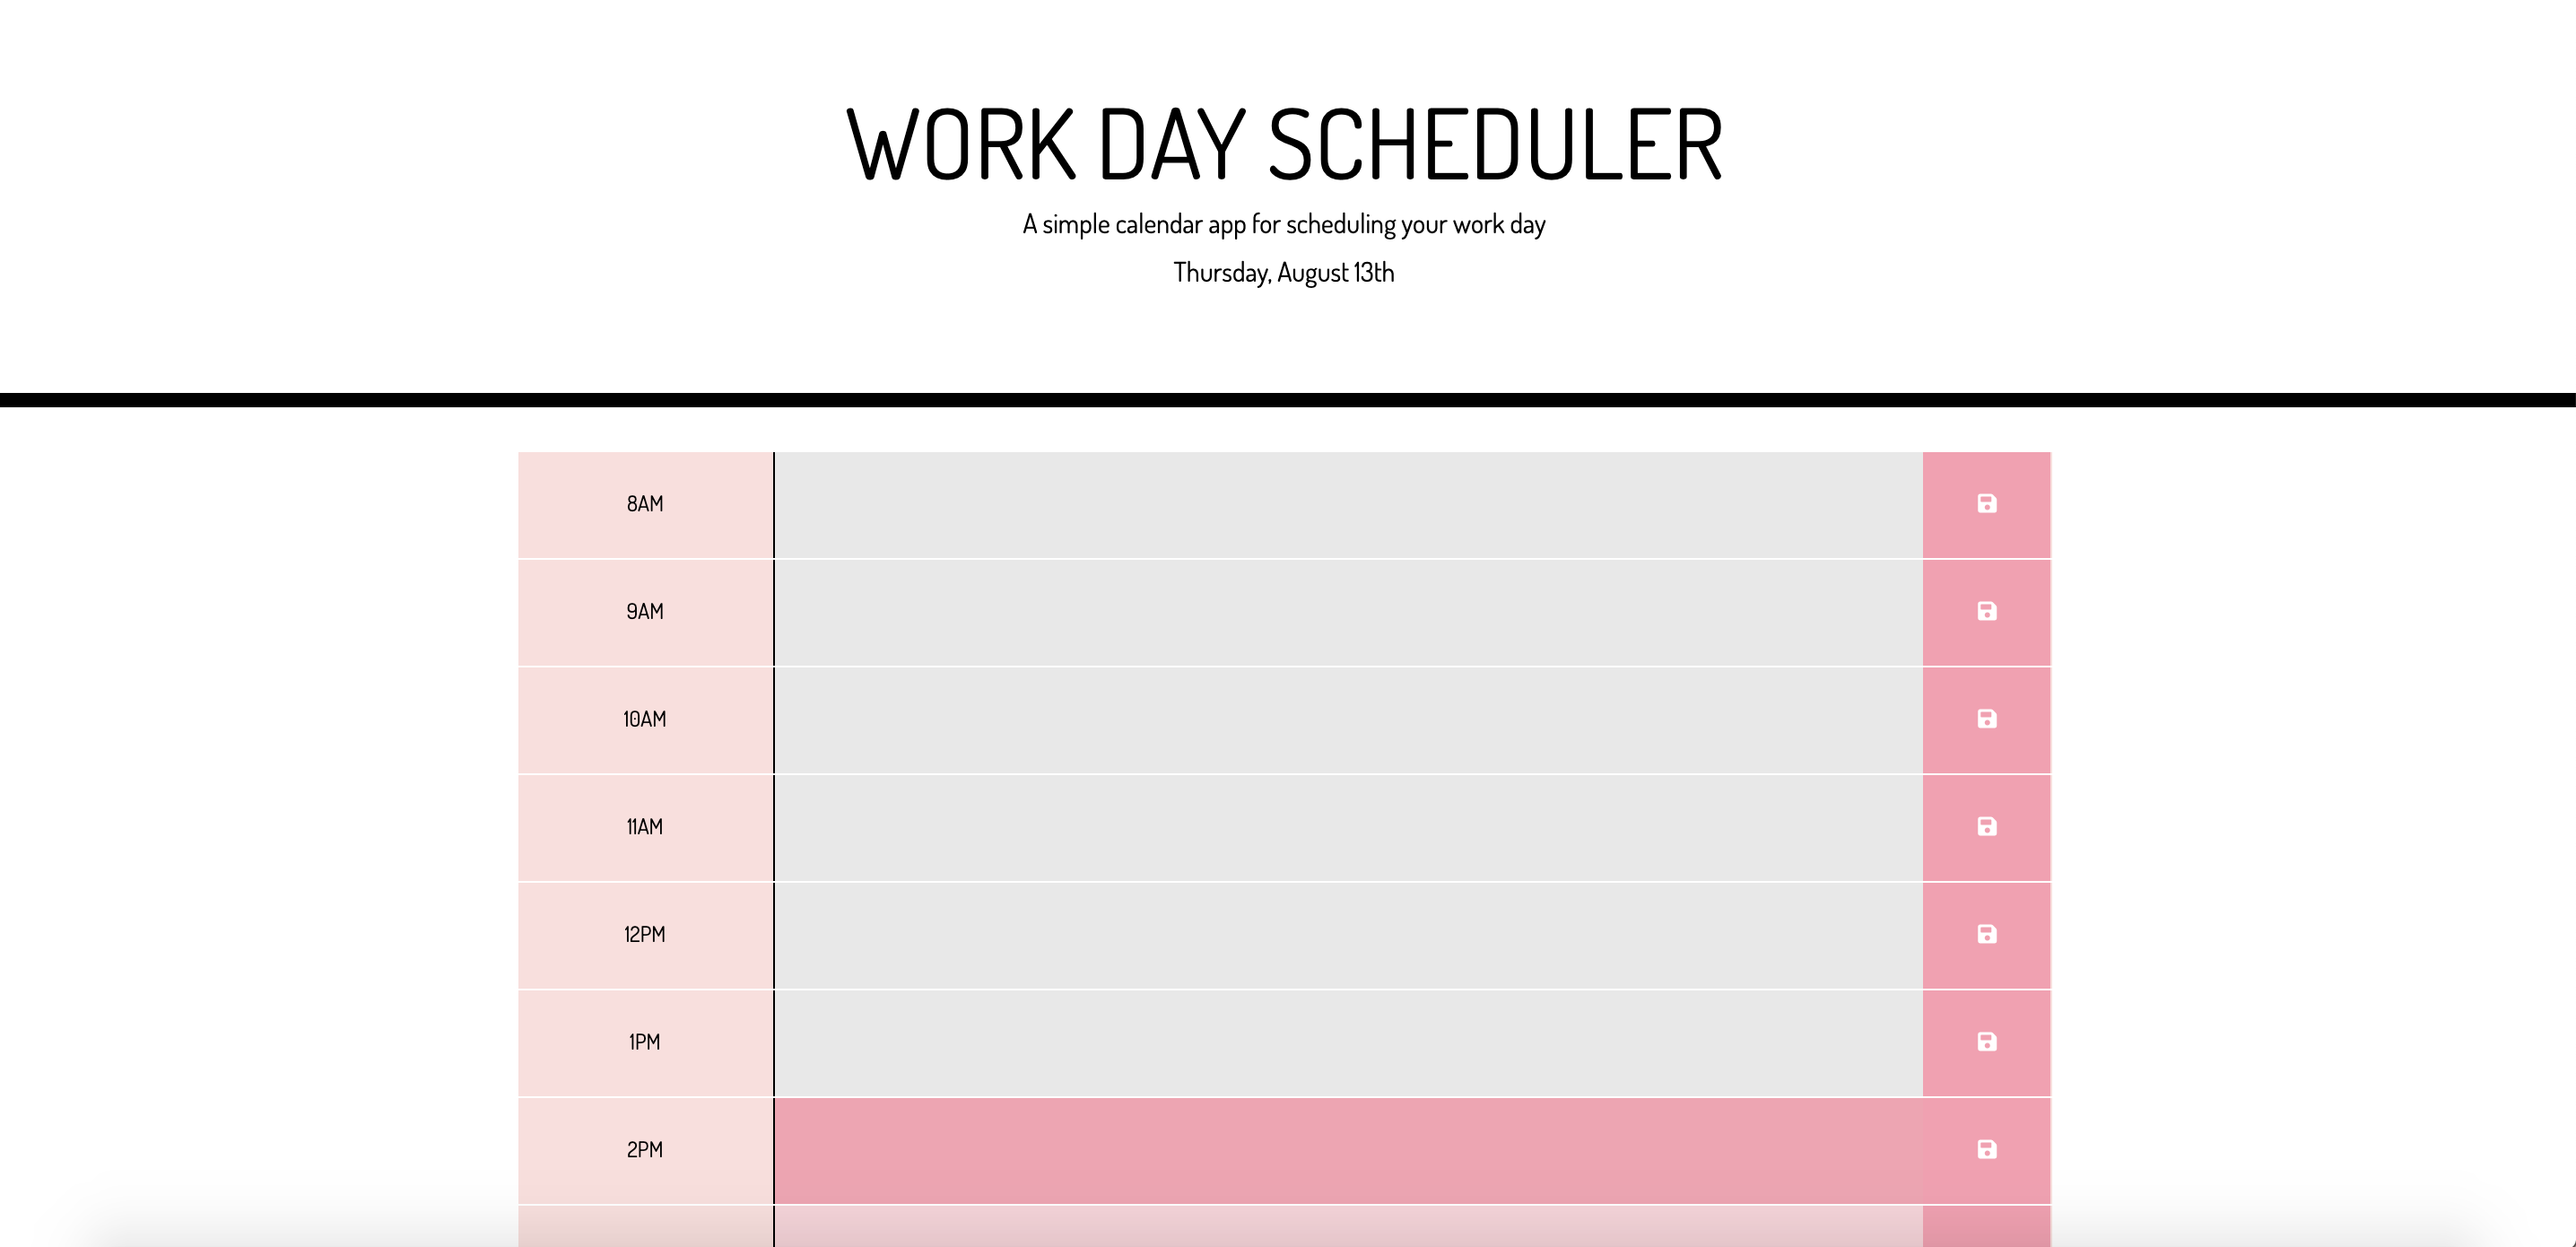 WORK DAY SCHEDULER
A simple calendar app for scheduling your work day
Thursday, August 13th
8AM
9AM
10AM
11AM
12PM
1PM
2PM